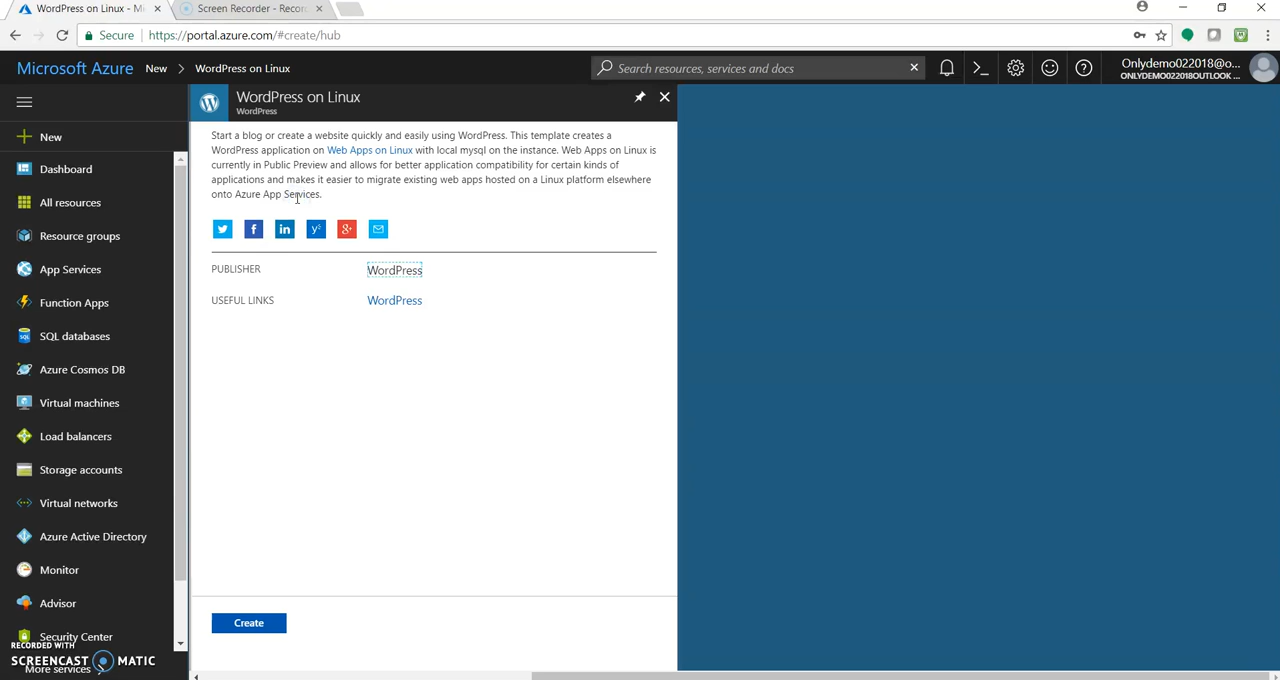 WordPress on Linux - Mi
Screen Recorder - Recor
Secure
https://portal.azure.com/#create/hub
Microsoft Azure
New
WordPress on Linux
Search resources, services and docs
Onlydemo022018@o...
ONLYDEMO022018OUTLOOK ...
WordPress on Linux
WordPress
New
Dashboard
All resources
Resource groups
App Services
Function Apps
SQL databases
Azure Cosmos DB
Virtual machines
Load balancers
Storage accounts
Virtual networks
Azure Active Directory
Monitor
Advisor
Security Center
More services
RECORDED WITH
SCREENCAST MATIC
Start a blog or create a website quickly and easily using WordPress. This template creates a
WordPress application on Web Apps on Linux with local mysql on the instance. Web Apps on Linux is
currently in Public Preview and allows for better application compatibility for certain kinds of
applications and makes it easier to migrate existing web apps hosted on a Linux platform elsewhere
onto Azure App Services.
PUBLISHER
WordPress
USEFUL LINKS
WordPress
Create